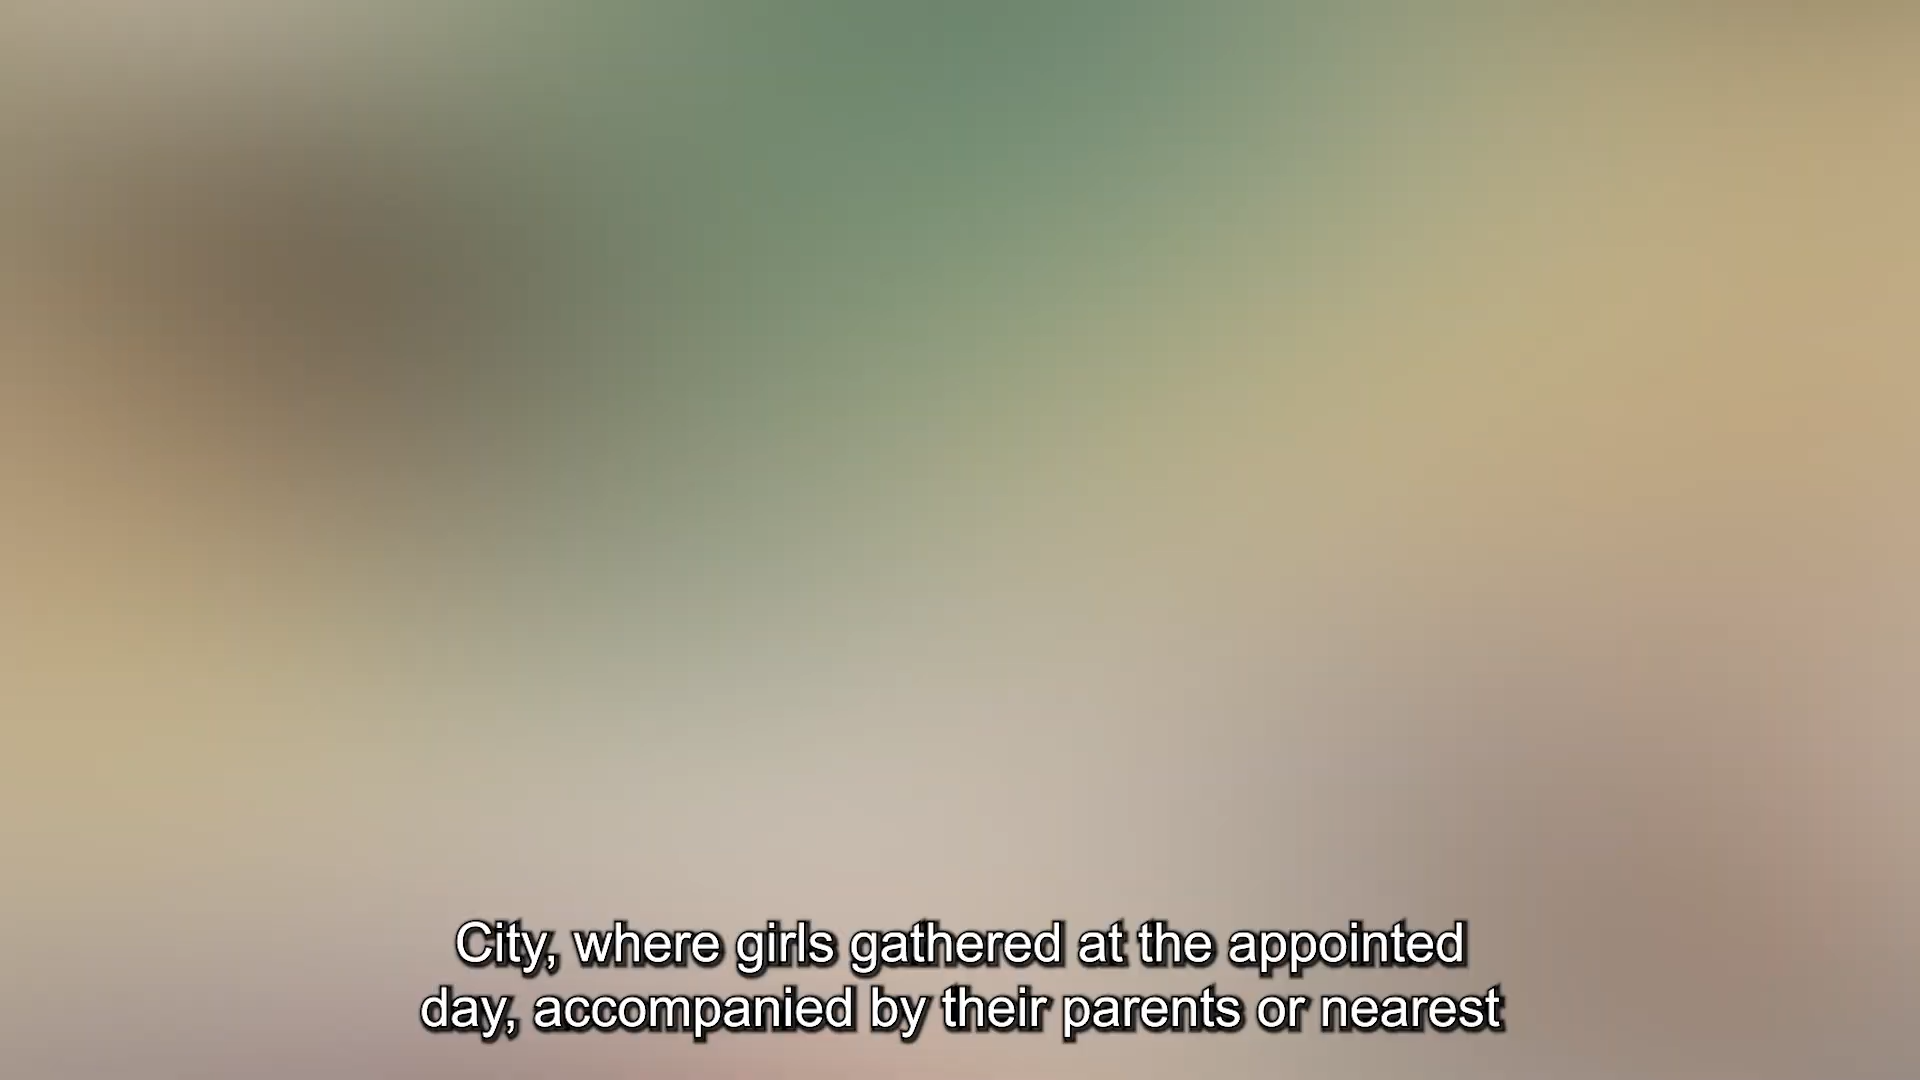 City, where girls gathered at the appointed
day, accompanied by their parents or nearest